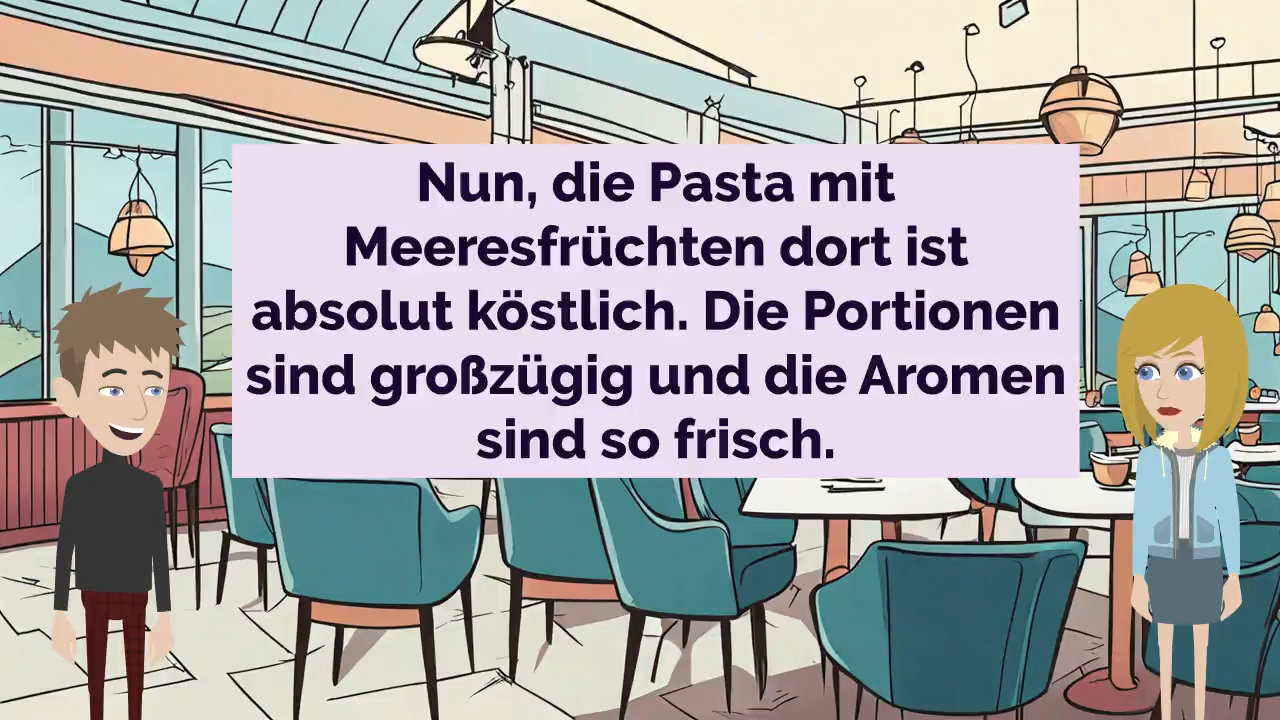 Nun, die Pasta mit
Meeresfrüchten dort ist
absolut köstlich. Die Portionen
sind großzügig und die Aromen
sind so frisch.